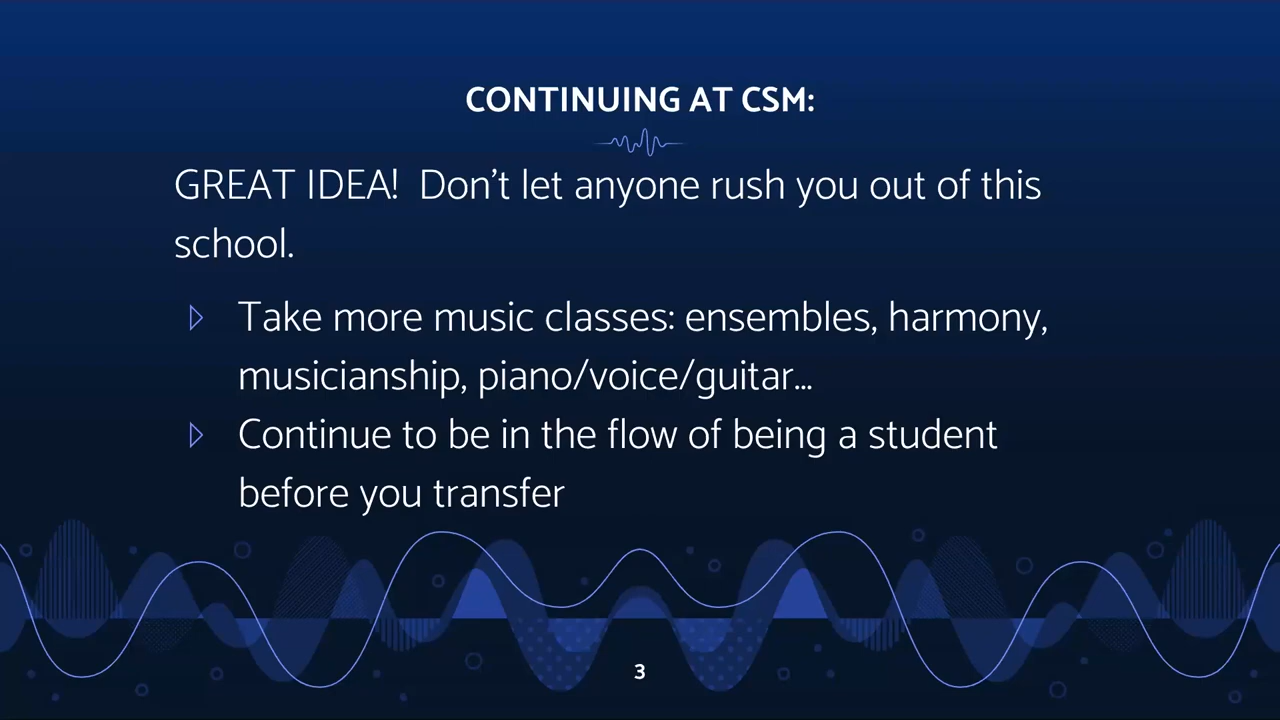 CONTINUING AT CSM:
GREAT IDEA!  Don’t let anyone rush you out of this
school.
Take more music classes: ensembles, harmony,
musicianship, piano/voice/guitar…
Continue to be in the flow of being a student
before you transfer
3